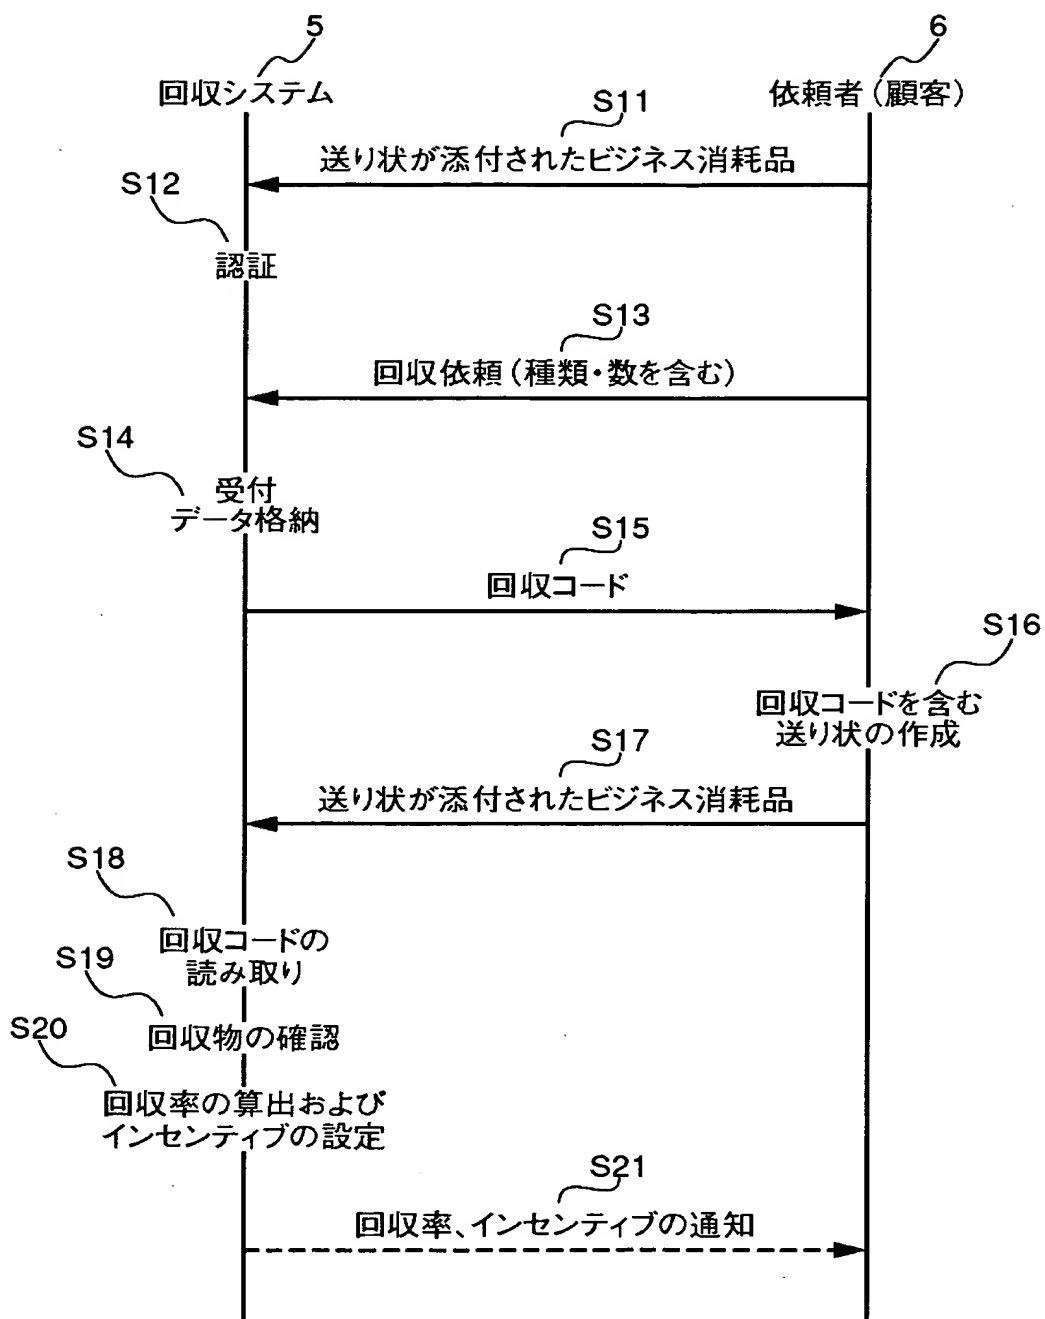 5
回収システム
6
依頼者(顧客)
S11
送り状が添付されたビジネス消耗品
S12
認証
S13
回収依頼(種類・数を含む)
S14
受付
データ格納
S15
回収コード
S16
回収コードを含む
送り状の作成
S17
送り状が添付されたビジネス消耗品
S18
回収コードの
読み取り
S19
回収物の確認
S20
回収率の算出および
インセンティブの設定
S21
回収率、インセンティブの通知